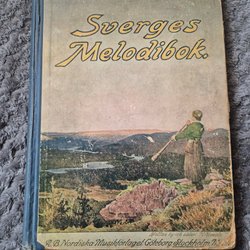 Sverges
Melodibok.
A.B. Nordiska Musikförlaget Göteborg Stockholm